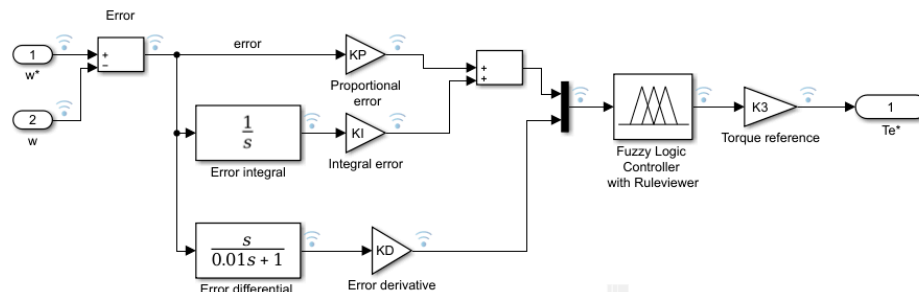 Error
1
w*
+
−
error
KP
Proportional
error
+
+
2
w
1
s
Error integral
KI
Integral error
Fuzzy Logic
Controller
with Ruleviewer
K3
Torque reference
1
Te*
s
0.01s + 1
Error differential
KD
Error derivative